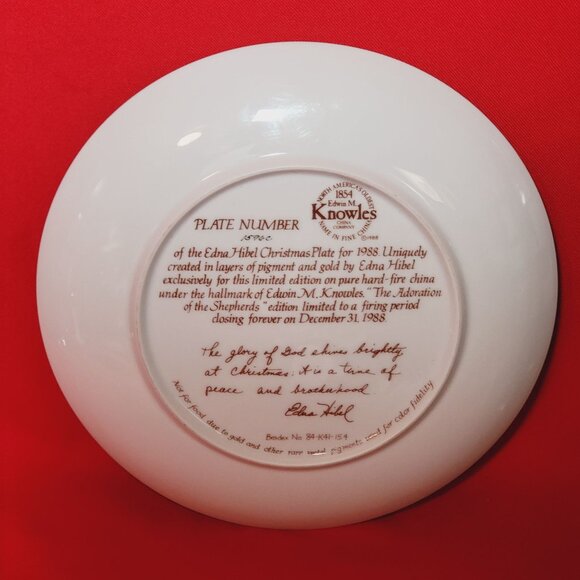 NORTH AMERICA'S OLDEST
1854
Edwin M.
Knowles
CHINA
COMPANY
NAME IN FINE CHINA
©1988
PLATE NUMBER
of the Edna Hibel Christmas Plate for 1988. Uniquely
created in layers of pigment and gold by Edna Hibel
exclusively for this limited edition on pure hard-fire china
under the hallmark of Edwin M. Knowles. "The Adoration
of the Shepherds" edition limited to a firing period
closing forever on December 31, 1988.
The glory of God shines brightly
at Christmas. It is a time of
peace and brotherhood
Edna Hibel
Bradex No. 84-K41-15.4
Not for food due to gold and other rare metal pigments used for color fidelity